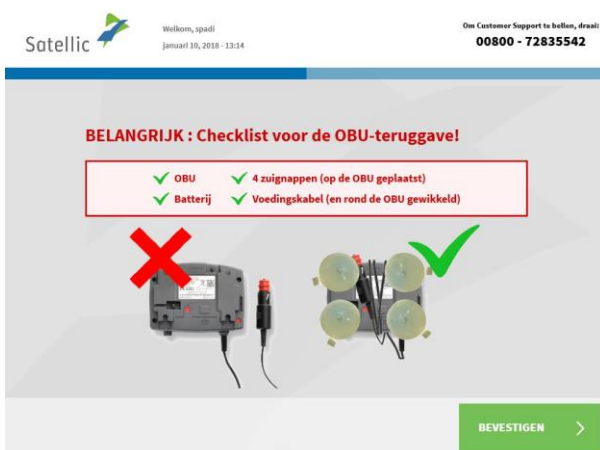 Satellic
Welkom, spadi
januari 10, 2018 - 13:14
Om Customer Support te bellen, draai:
00800 - 72835542
BELANGRIJK : Checklist voor de OBU-teruggave!
OBU
4 zuignappen (op de OBU geplaatst)
Batterij
Voedingskabel (en rond de OBU gewikkeld)
BEVESTIGEN